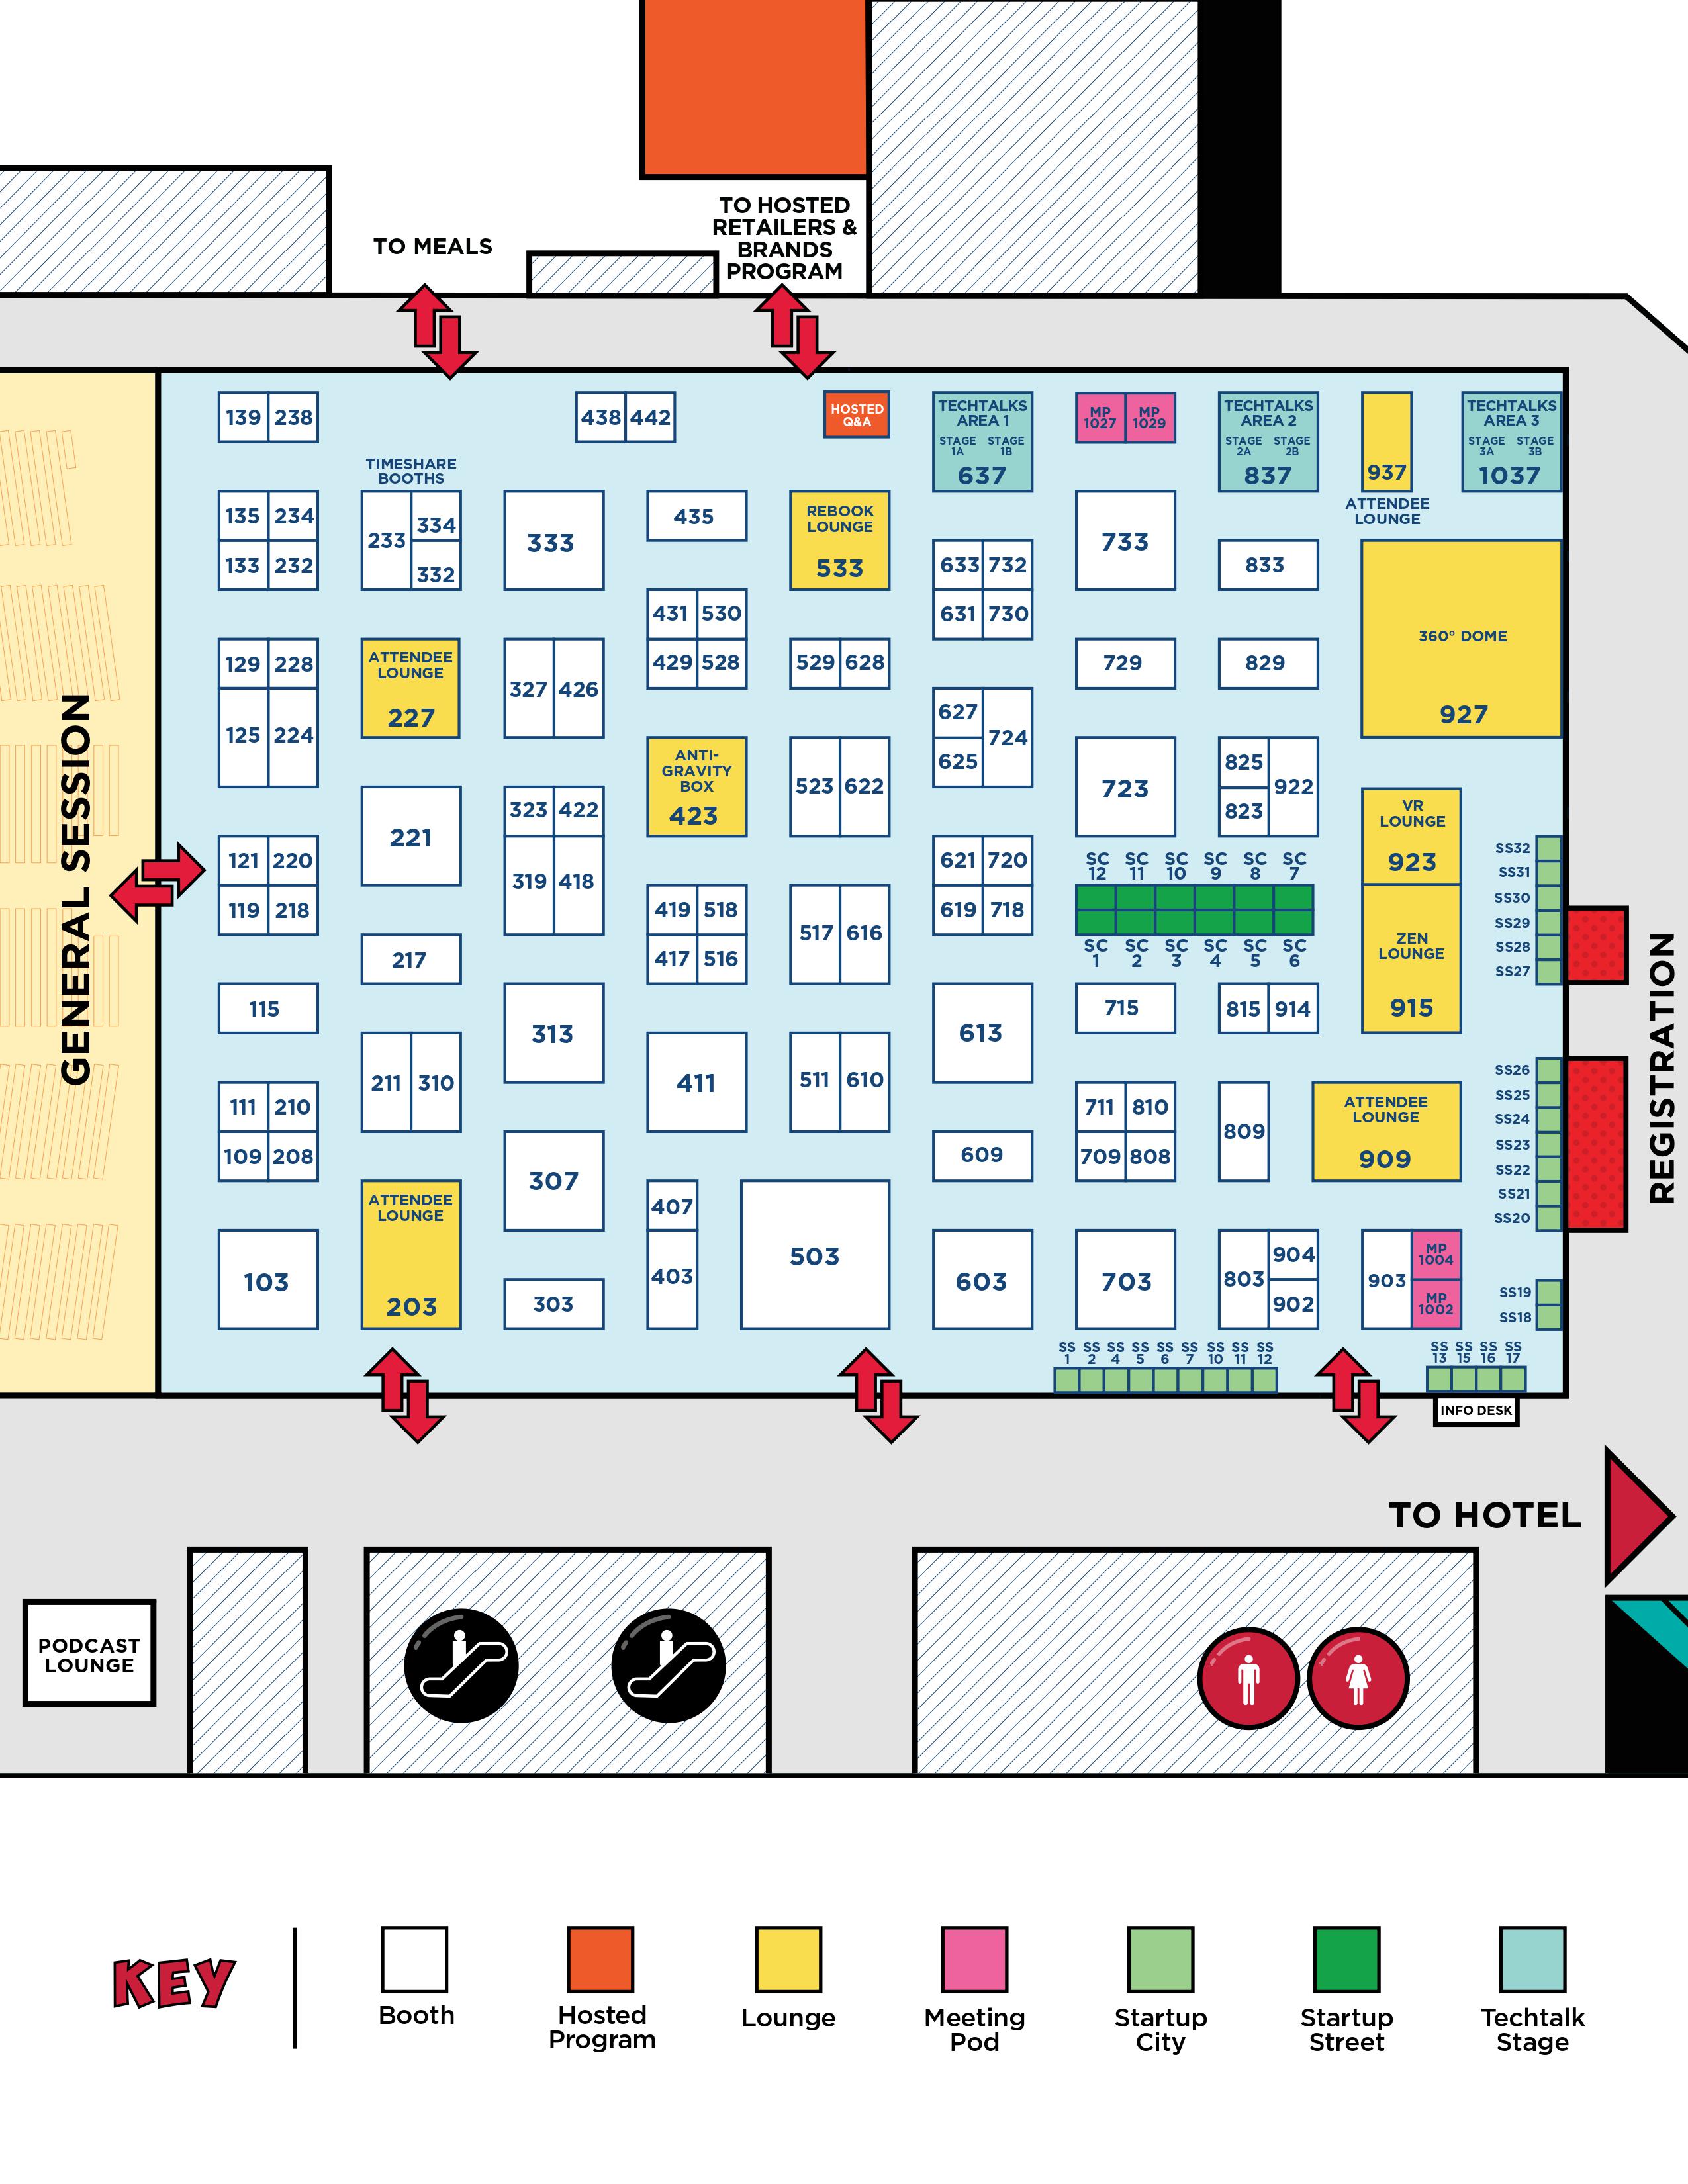 TO HOSTED
RETAILERS &
BRANDS
PROGRAM
TO MEALS
139 238
438 442
HOSTED
Q&A
TECHTALKS
AREA 1
STAGE STAGE
1A 1B
637
MP
1027
MP
1029
TECHTALKS
AREA 2
STAGE STAGE
2A 2B
837
937
ATTENDEE
LOUNGE
TECHTALKS
AREA 3
STAGE STAGE
3A 3B
1037
TIMESHARE
BOOTHS
135 234
133 232
233 334
332
333
435
REBOOK
LOUNGE
533
633 732
631 730
733
833
360° DOME
927
431 530
429 528
529 628
729
829
129 228
125 224
ATTENDEE
LOUNGE
227
327 426
ANTI-
GRAVITY
BOX
423
523 622
627
625
724
723
825
823
922
VR
LOUNGE
923
221
323 422
319 418
121 220
119 218
419 518
417 516
517 616
621 720
619 718
SC SC SC SC SC SC
12 11 10 9 8 7
SC SC SC SC SC SC
1 2 3 4 5 6
ZEN
LOUNGE
915
SS32
SS31
SS30
SS29
SS28
SS27
GENERAL SESSION
REGISTRATION
217
115
313
613
715
815 914
211 310
411
511 610
111 210
109 208
609
711 810
709 808
809
ATTENDEE
LOUNGE
909
SS26
SS25
SS24
SS23
SS22
SS21
SS20
307
ATTENDEE
LOUNGE
203
407
403
503
103
303
603
703
803
904
902
903
MP
1004
MP
1002
SS19
SS18
SS SS SS SS SS SS SS SS SS
1 2 4 5 6 7 10 11 12
SS SS SS SS
13 15 16 17
INFO DESK
TO HOTEL
PODCAST
LOUNGE
KEY
Booth
Hosted
Program
Lounge
Meeting
Pod
Startup
City
Startup
Street
Techtalk
Stage